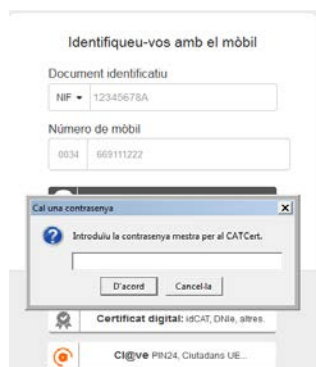 Identifiqueu-vos amb el mòbil
Document identificatiu
NIF
12345678A
Número de mòbil
0034
669111222
Cal una contrasenya
Introduïu la contrasenya mestra per al CATCert.
D'acord
Cancel·la
Certificat digital: idCAT, DNIe, altres.
Cl@ve PIN24, Ciutadans UE...